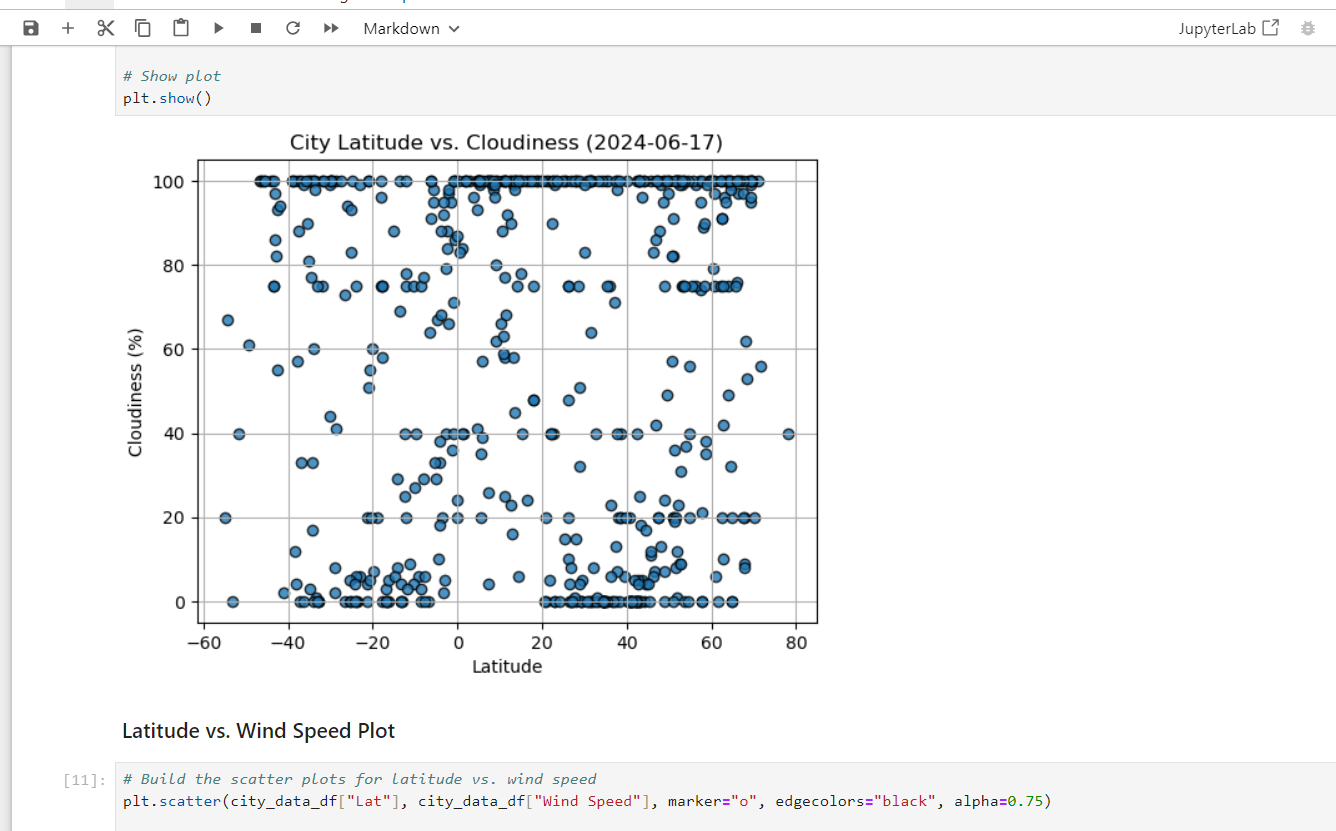 Markdown
JupyterLab
# Show plot
plt.show()
City Latitude vs. Cloudiness (2024-06-17)
100
80
60
40
20
0
Cloudiness (%)
−60 −40 −20 0 20 40 60 80
Latitude
Latitude vs. Wind Speed Plot
[11]:
# Build the scatter plots for latitude vs. wind speed
plt.scatter(city_data_df["Lat"], city_data_df["Wind Speed"], marker="o", edgecolors="black", alpha=0.75)